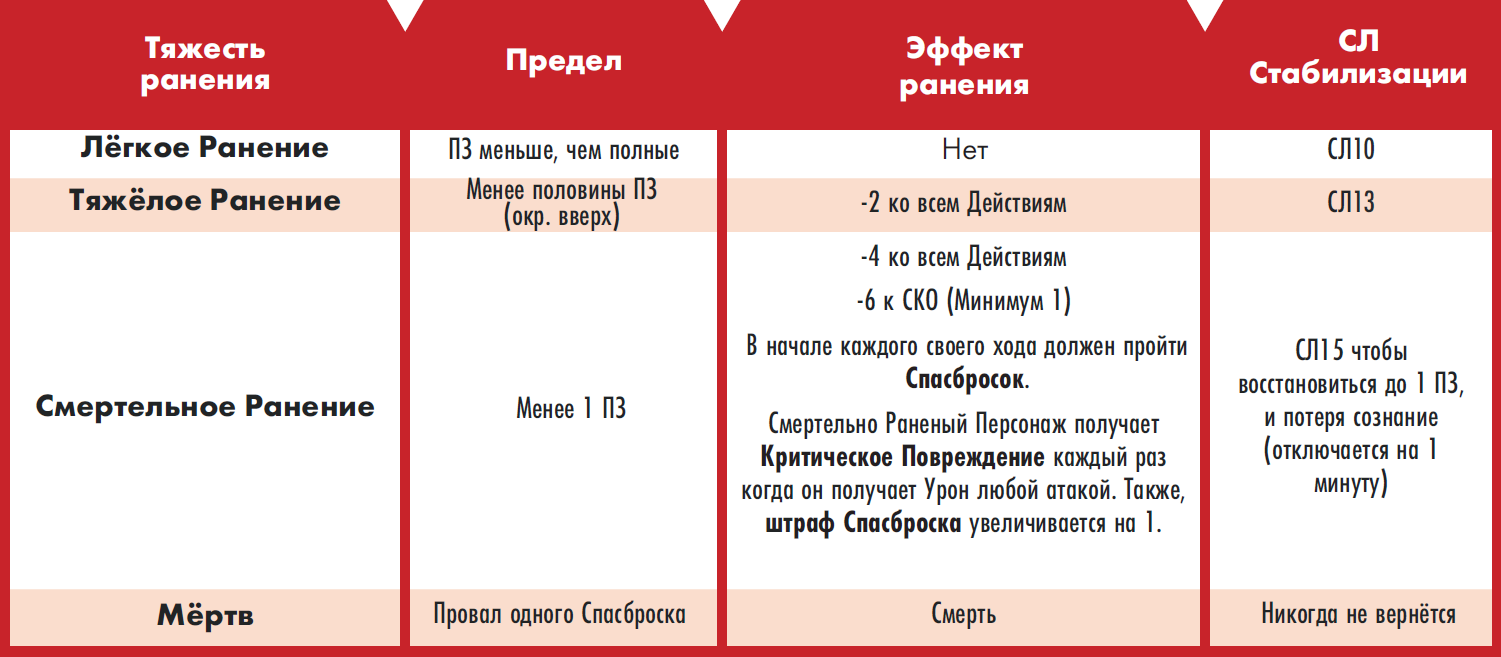 Тяжесть
ранения
Предел
Эффект
ранения
СЛ
Стабилизации
Лёгкое Ранение
ПЗ меньше, чем полные
Нет
СЛ10
Тяжёлое Ранение
Менее половины ПЗ
(окр. вверх)
-2 ко всем Действиям
СЛ13
Смертельное Ранение
Менее 1 ПЗ
-4 ко всем Действиям
-6 к СКО (Минимум 1)
В начале каждого своего хода должен пройти
Спасбросок.
Смертельно Раненый Персонаж получает
Критическое Повреждение каждый раз
когда он получает Урон любой атакой. Также,
штраф Спасброска увеличивается на 1.
СЛ15 чтобы
восстановиться до 1 ПЗ,
и потеря сознание
(отключается на 1
минуту)
Мёртв
Провал одного Спасброска
Смерть
Никогда не вернётся